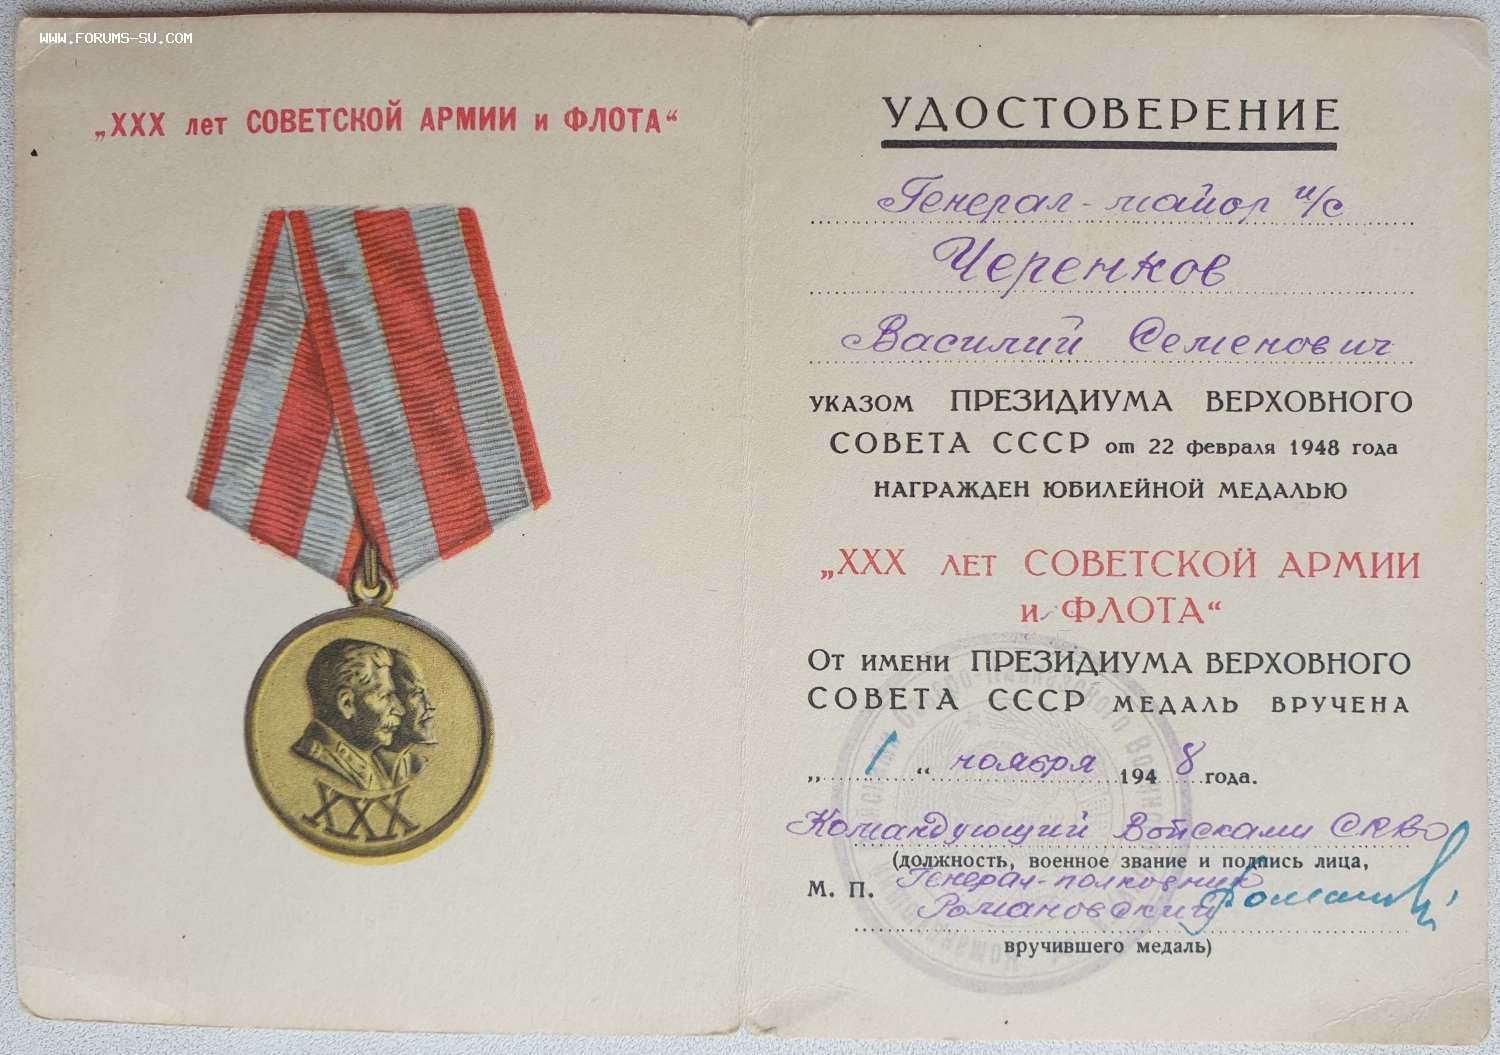 WWW.FORUMS-SU.COM
„XXX лет СОВЕТСКОЙ АРМИИ и ФЛОТА“
XXX
УДОСТОВЕРЕНИЕ
Генерал-майор и/с
Черенков
Василий Семенович
УКАЗОМ ПРЕЗИДИУМА ВЕРХОВНОГО
СОВЕТА СССР от 22 февраля 1948 года
НАГРАЖДЕН ЮБИЛЕЙНОЙ МЕДАЛЬЮ
„XXX ЛЕТ СОВЕТСКОЙ АРМИИ
и ФЛОТА“
ОТ ИМЕНИ ПРЕЗИДИУМА ВЕРХОВНОГО
СОВЕТА СССР МЕДАЛЬ ВРУЧЕНА
„1“ ноября 1948 года.
Командующий Войсками СКВО
(должность, военное звание и подпись лица,
М. П. Генерал-полковник
Романовский
вручившего медаль)